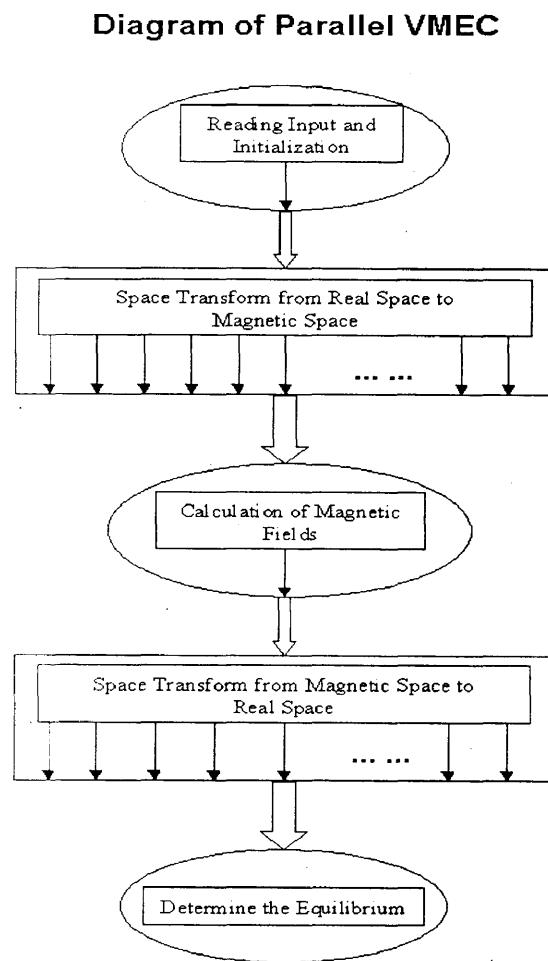 Diagram of Parallel VMEC
Reading Input and
Initialization
Space Transform from Real Space to
Magnetic Space
... ...
Calculation of Magnetic
Fields
Space Transform from Magnetic Space to
Real Space
... ...
Determine the Equilibrium